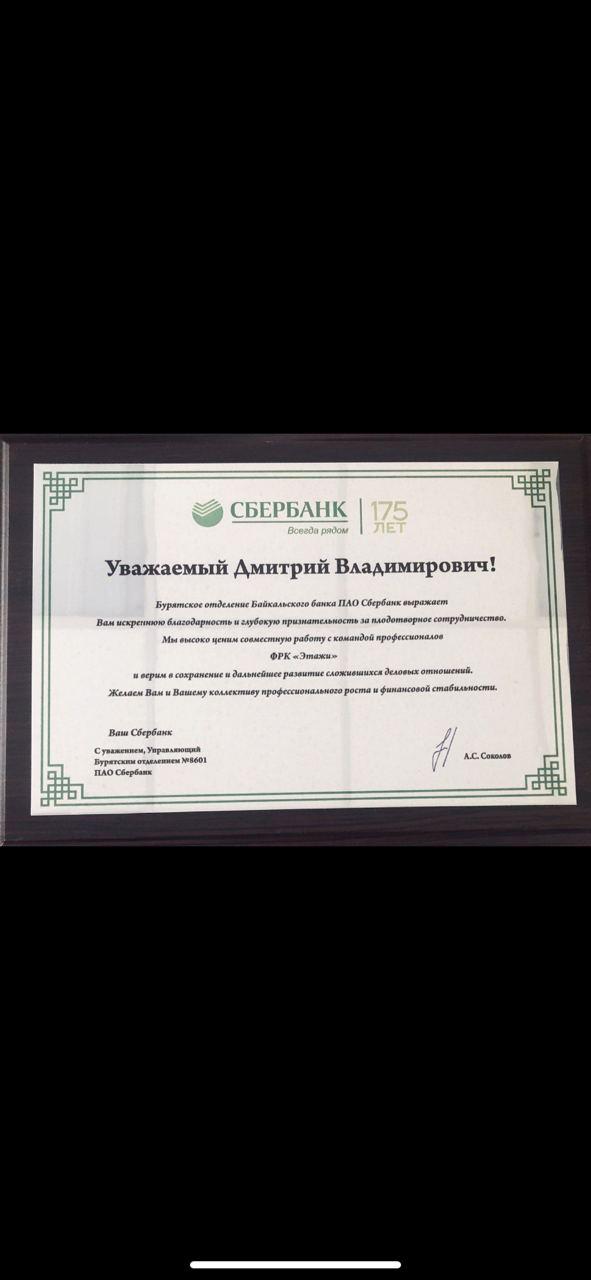 СБЕРБАНК
Всегда рядом
175
ЛЕТ
Уважаемый Дмитрий Владимирович!
Бурятское отделение Байкальского банка ПАО Сбербанк выражает
Вам искреннюю благодарность и глубокую признательность за плодотворное сотрудничество.
Мы высоко ценим совместную работу с командой профессионалов
ФРК «Этажи»
и верим в сохранение и дальнейшее развитие сложившихся деловых отношений.
Желаем Вам и Вашему коллективу профессионального роста и финансовой стабильности.
Ваш Сбербанк
С уважением, Управляющий
Бурятским отделением №8601
ПАО Сбербанк
А.С. Соколов